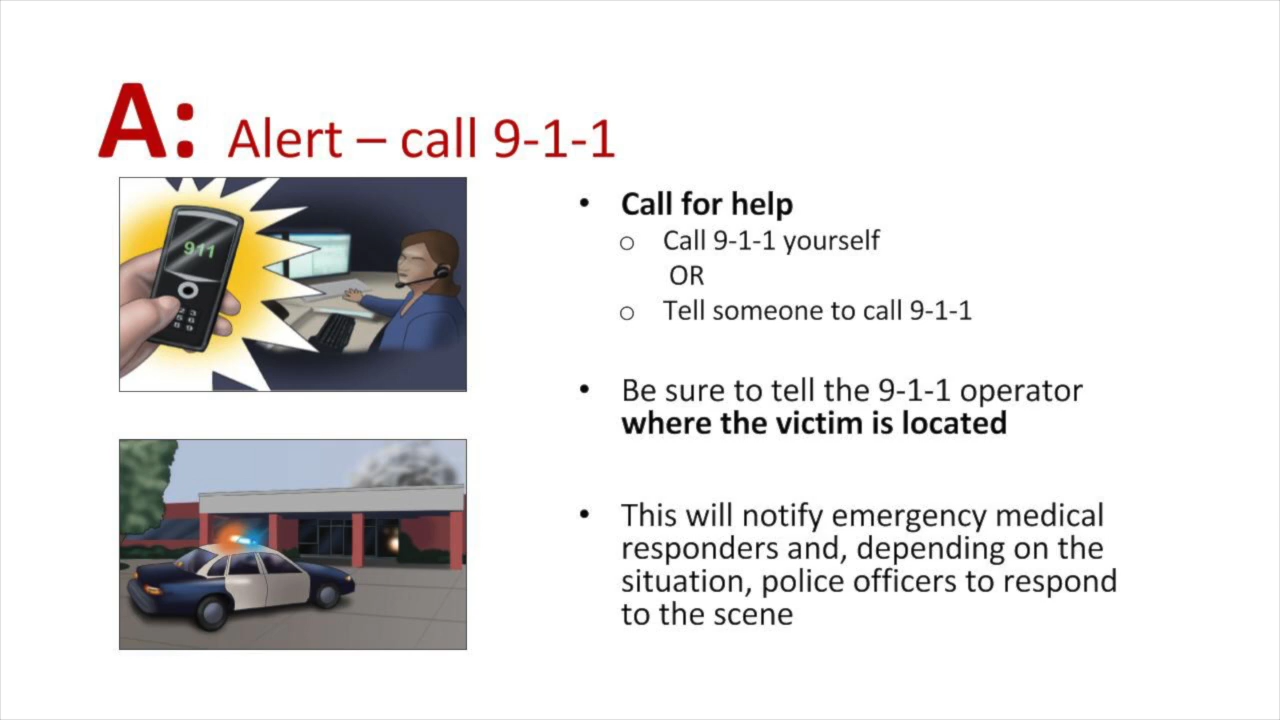 A: Alert – call 9-1-1
911
• Call for help
o Call 9-1-1 yourself
OR
o Tell someone to call 9-1-1
• Be sure to tell the 9-1-1 operator
where the victim is located
• This will notify emergency medical
responders and, depending on the
situation, police officers to respond
to the scene